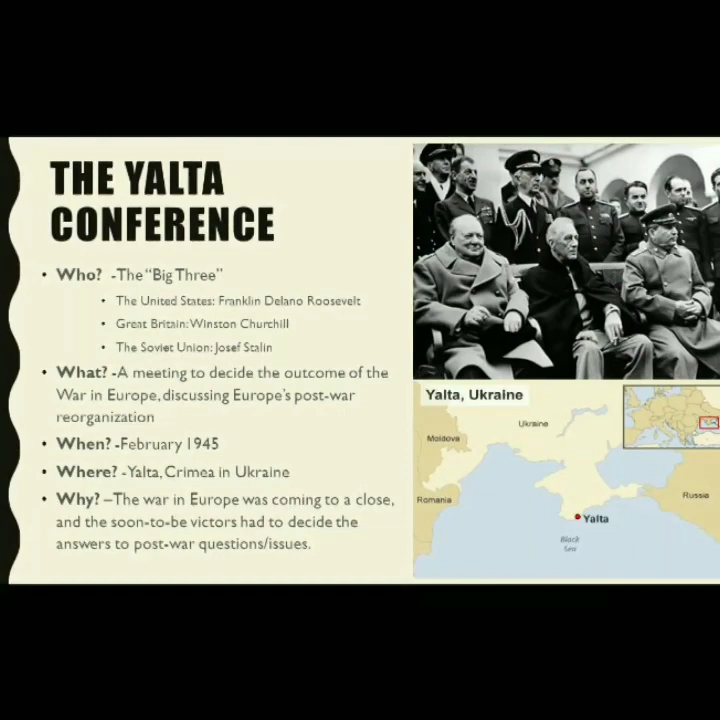 THE YALTA
CONFERENCE
• Who? -The “Big Three”
• The United States: Franklin Delano Roosevelt
• Great Britain: Winston Churchill
• The Soviet Union: Josef Stalin
• What? -A meeting to decide the outcome of the
War in Europe, discussing Europe's post-war
reorganization
• When? -February 1945
• Where? -Yalta, Crimea in Ukraine
• Why? –The war in Europe was coming to a close,
and the soon-to-be victors had to decide the
answers to post-war questions/issues.
Yalta, Ukraine
Ukraine
Moldova
Romania
Russia
Yalta
Black
Sea